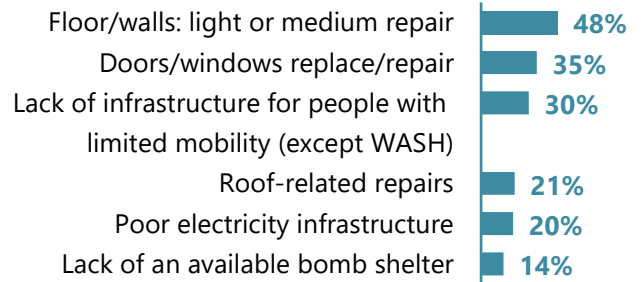 Floor/walls: light or medium repair 48%
Doors/windows replace/repair 35%
Lack of infrastructure for people with 30%
limited mobility (except WASH)
Roof-related repairs 21%
Poor electricity infrastructure 20%
Lack of an available bomb shelter 14%